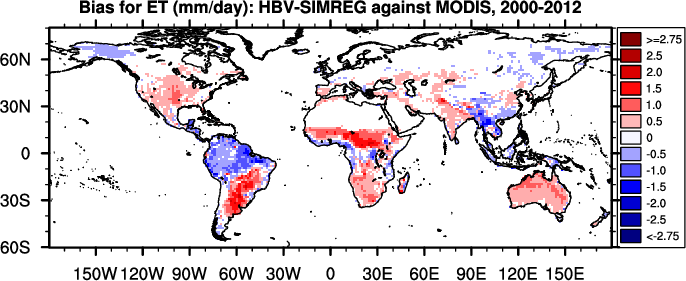 Bias for ET (mm/day): HBV-SIMREG against MODIS, 2000-2012
60N
30N
0
30S
60S
150W 120W 90W 60W 30W 0 30E 60E 90E 120E 150E
>=2.75
2.5
2.0
1.5
1.0
0.5
0
-0.5
-1.0
-1.5
-2.0
-2.5
<-2.75